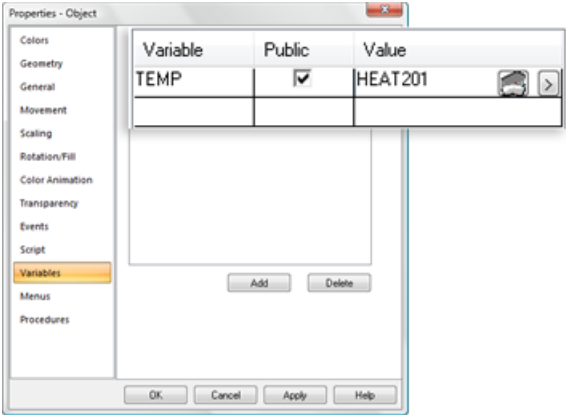 Properties - Object
Colors
Geometry
General
Movement
Scaling
Rotation/Fill
Color Animation
Transparency
Events
Script
Variables
Menus
Procedures
Variable Public Value
TEMP HEAT201 >
Add Delete
OK Cancel Apply Help